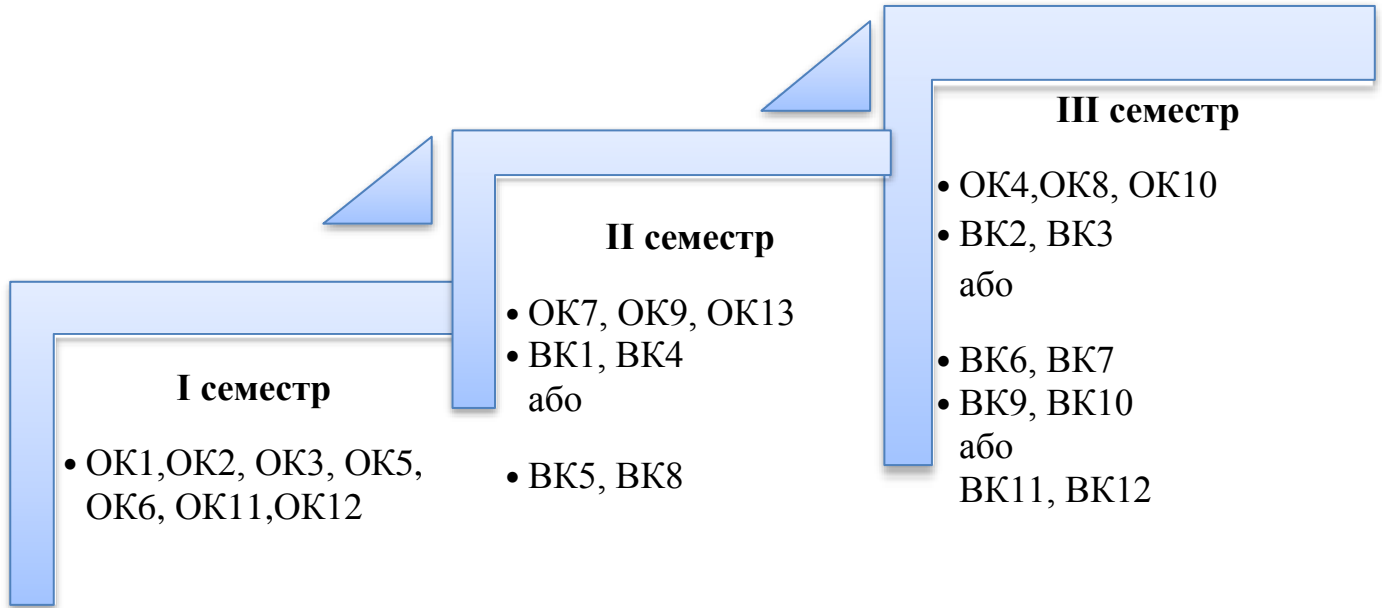 I семестр
• ОК1,ОК2, ОК3, ОК5,
ОК6, ОК11,ОК12
II семестр
• ОК7, ОК9, ОК13
• ВК1, ВК4
або
• ВК5, ВК8
III семестр
• ОК4,ОК8, ОК10
• ВК2, ВК3
або
• ВК6, ВК7
• ВК9, ВК10
або
ВК11, ВК12